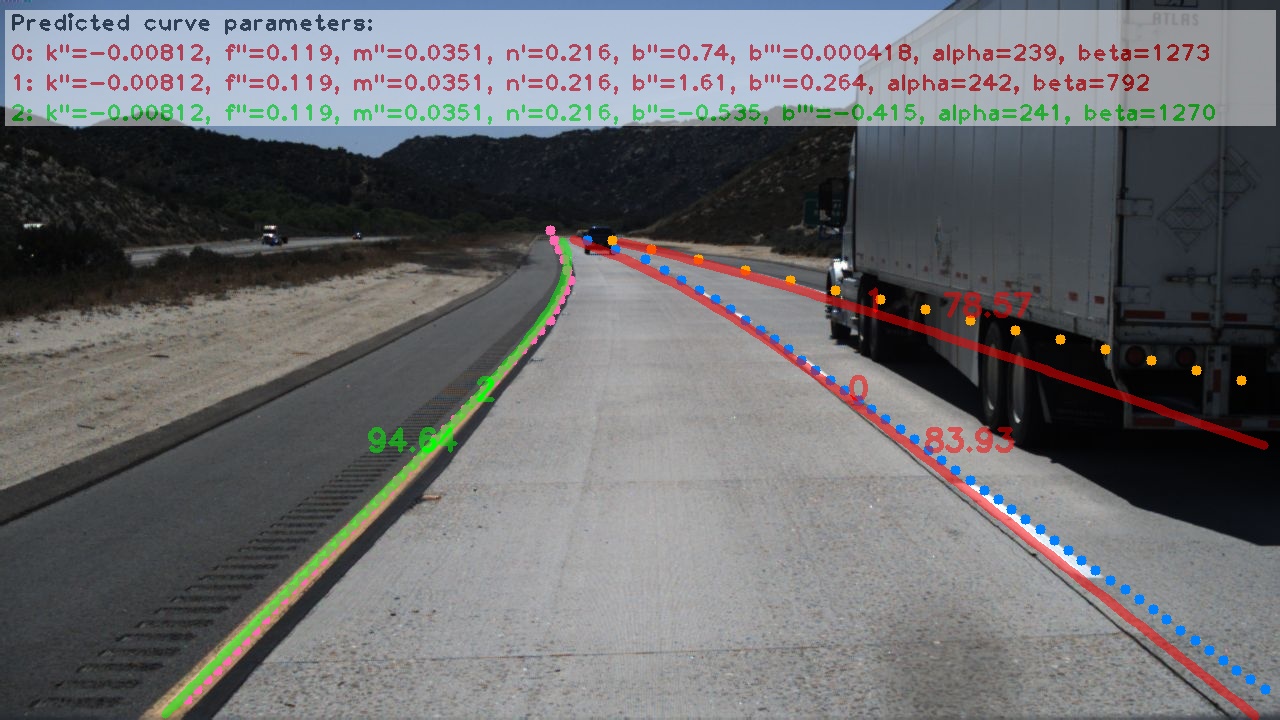 Predicted curve parameters:
0: k''=-0.00812, f''=0.119, m''=0.0351, n'=0.216, b''=0.74, b'''=0.000418, alpha=239, beta=1273
1: k''=-0.00812, f''=0.119, m''=0.0351, n'=0.216, b''=1.61, b'''=0.264, alpha=242, beta=792
2: k''=-0.00812, f''=0.119, m''=0.0351, n'=0.216, b''=-0.535, b'''=-0.415, alpha=241, beta=1270
ATLAS
1 78.57
2
0
94.64
83.93